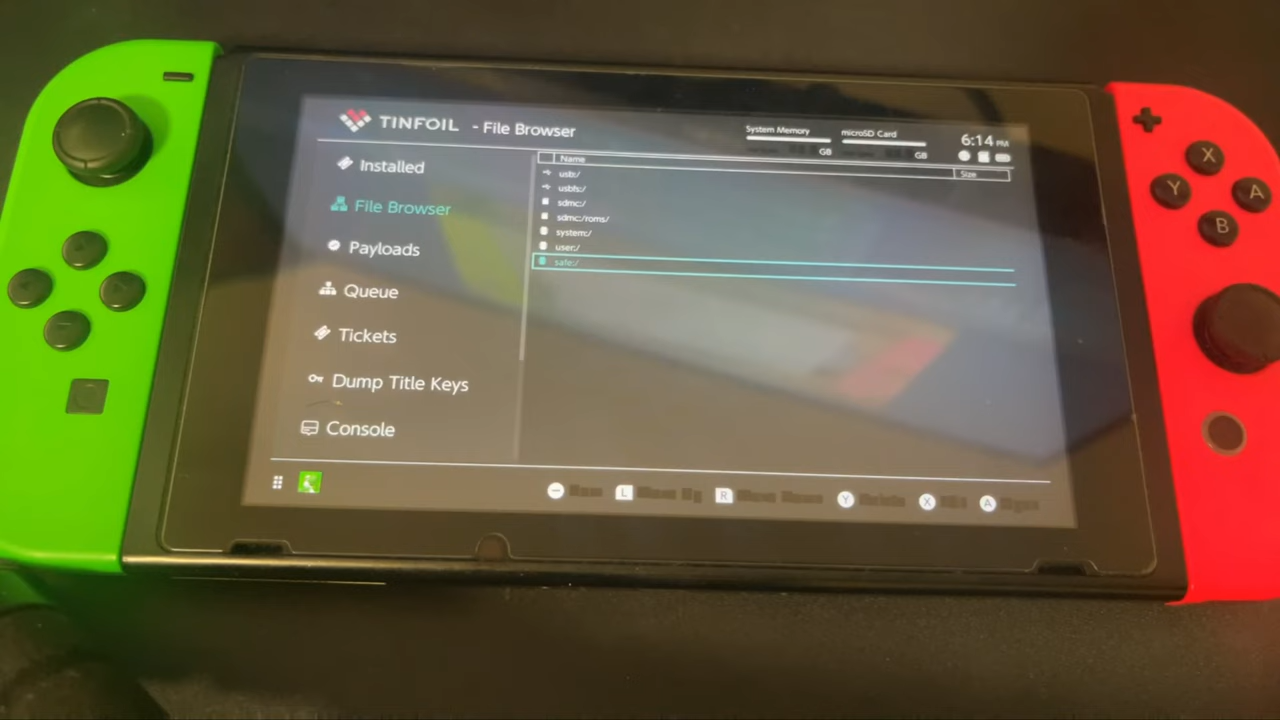 TINFOIL - File Browser
System Memory
GB
microSD Card
GB
6:14 PM
Installed
File Browser
Payloads
Queue
Tickets
Dump Title Keys
Console
Name
Size
usb:/
usbfs:/
sdmc:/
sdmc:/roms/
system:/
user:/
safe:/
L
R
Y
X
A
X
Y
A
B